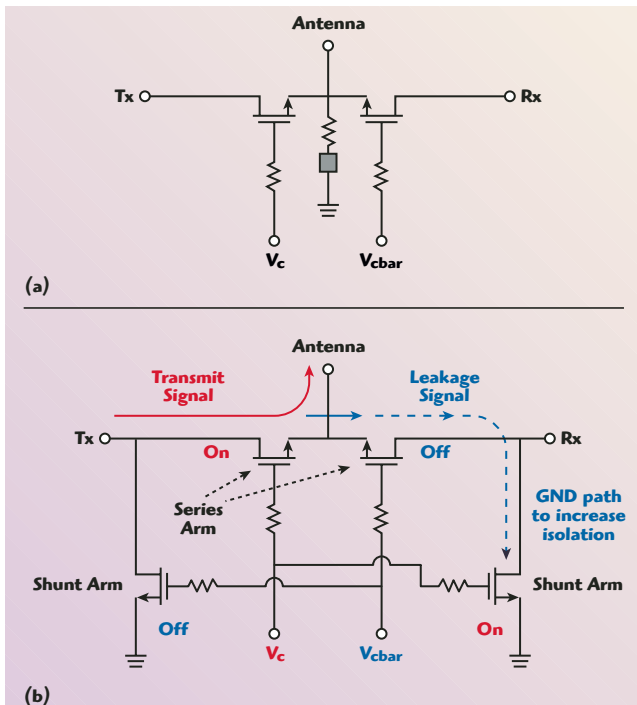 Antenna
Tx
Rx
Vc
Vcbar
(a)
Antenna
Transmit
Signal
Leakage
Signal
Tx
Rx
On
Off
Series
Arm
GND path
to increase
isolation
Shunt Arm
Shunt Arm
Off
Vc
Vcbar
On
(b)